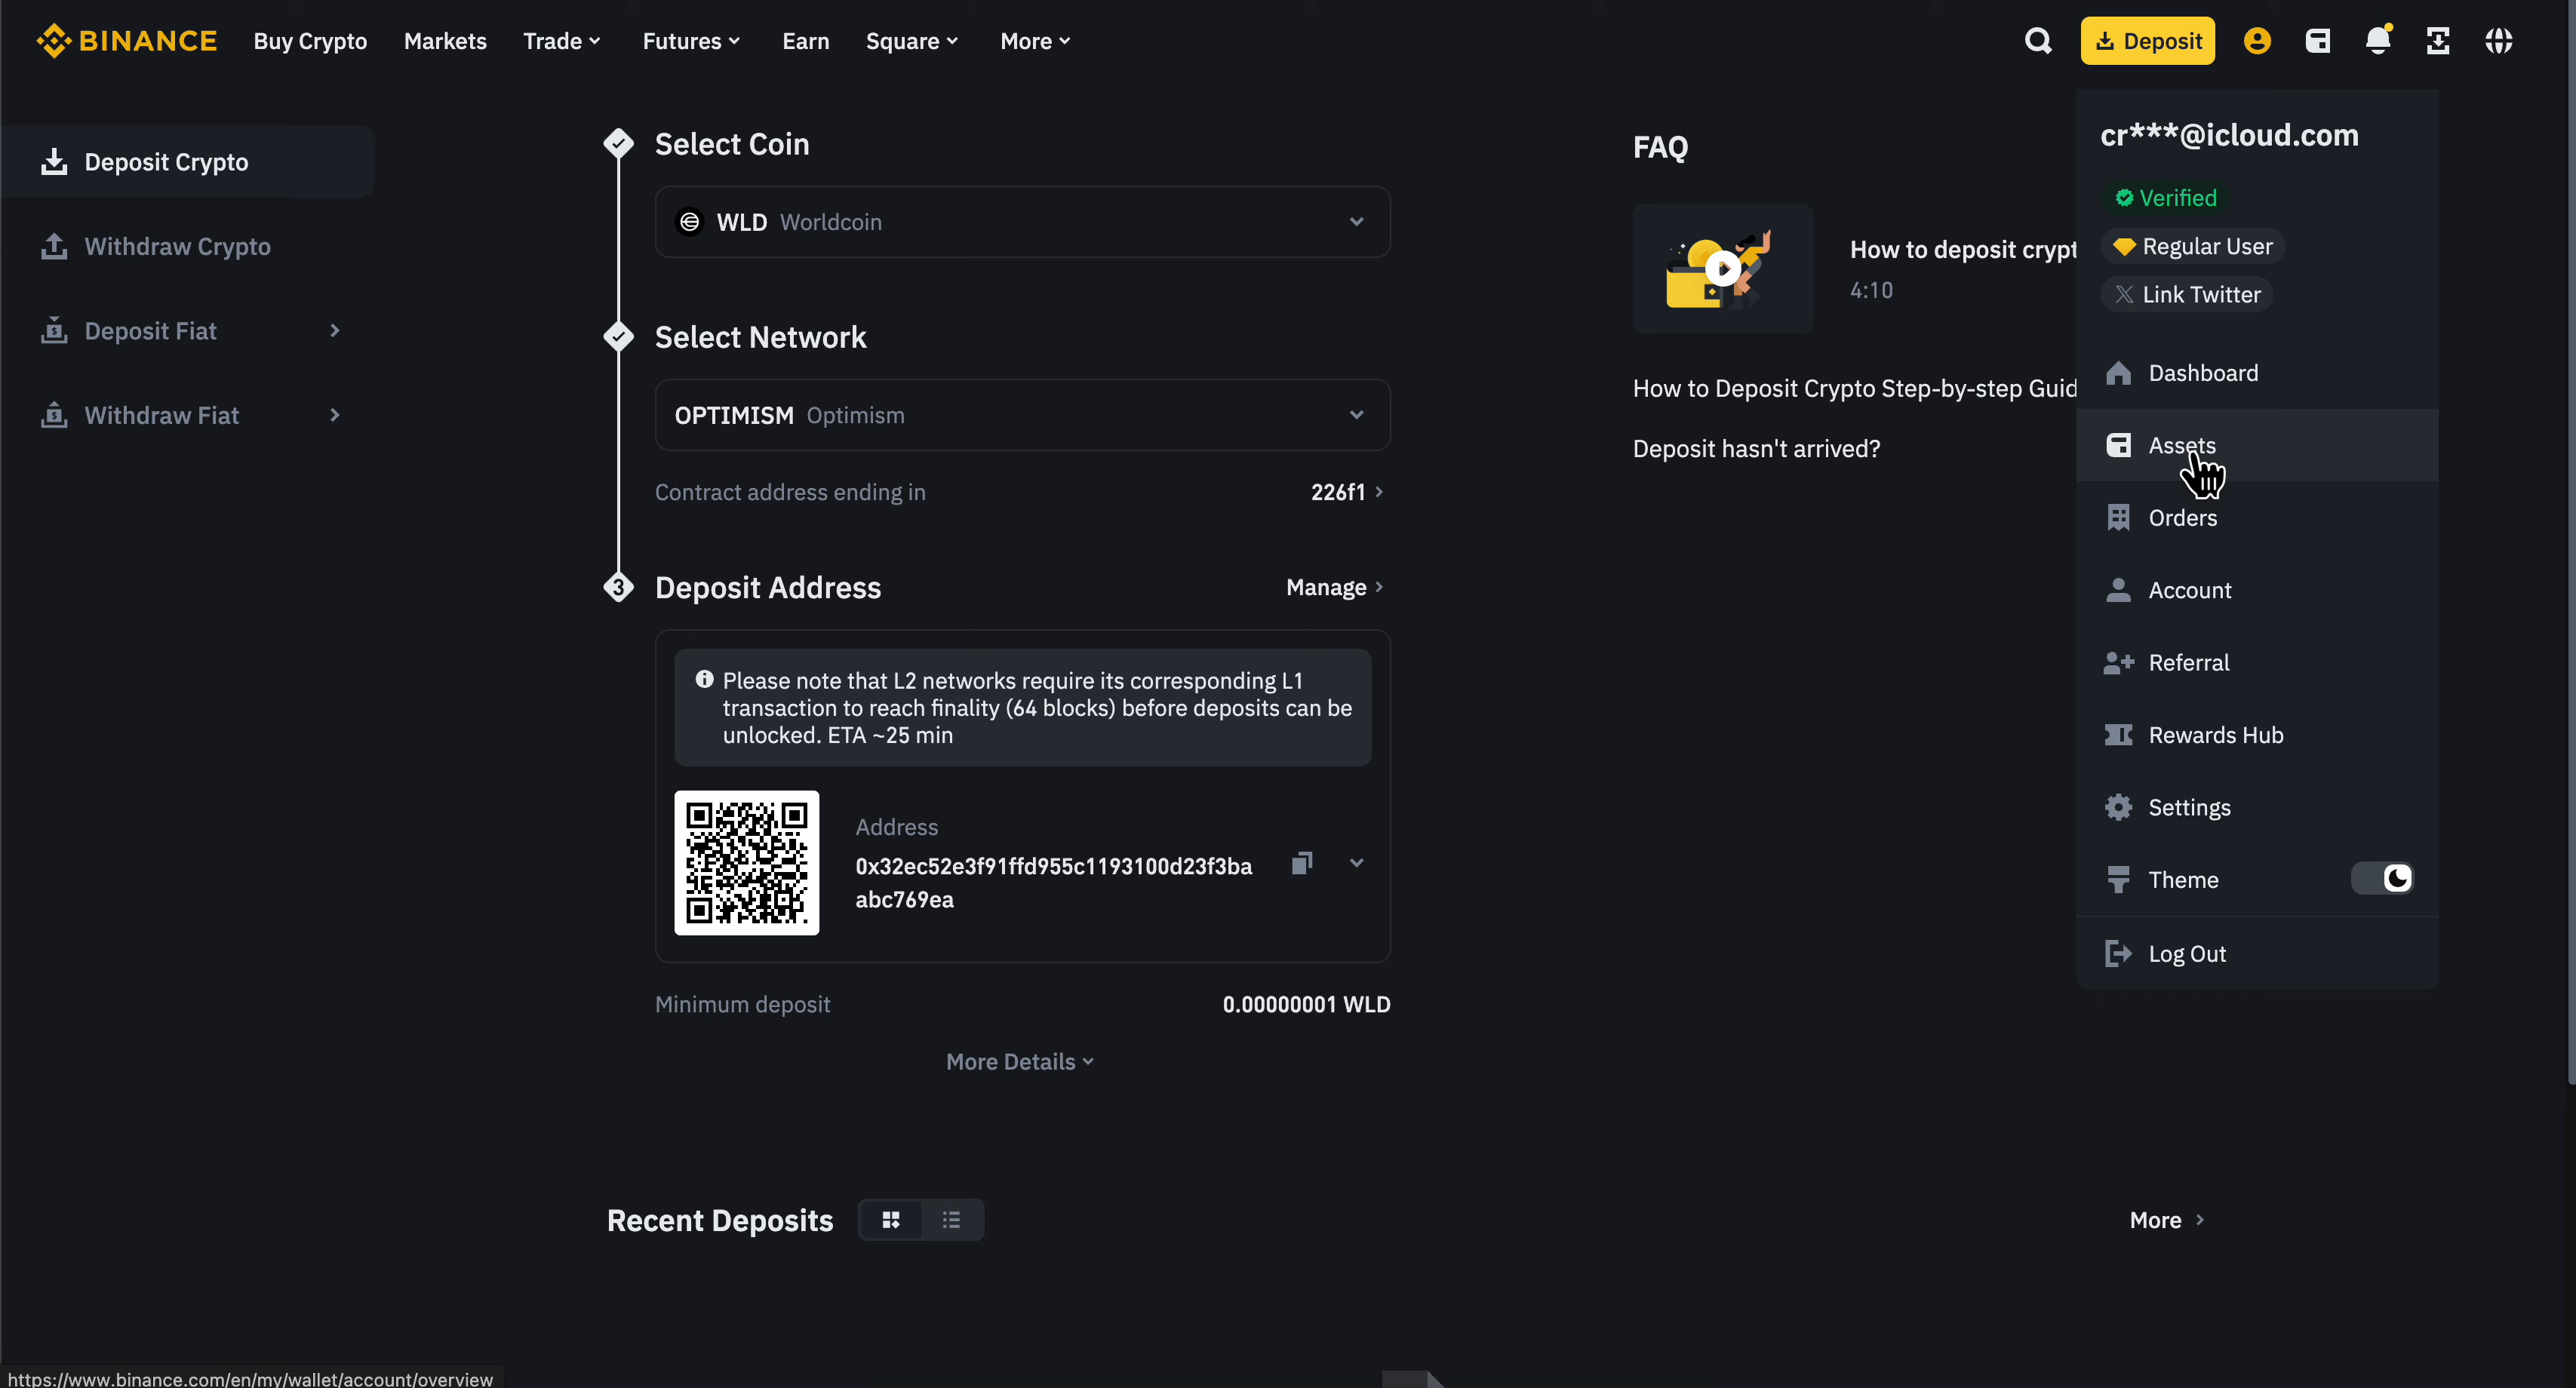 BINANCE
Buy Crypto
Markets
Trade
Futures
Earn
Square
More
Deposit
Deposit Crypto
Withdraw Crypto
Deposit Fiat
Withdraw Fiat
Select Coin
WLD Worldcoin
Select Network
OPTIMISM Optimism
Contract address ending in
226f1
3
Deposit Address
Manage
Please note that L2 networks require its corresponding L1
transaction to reach finality (64 blocks) before deposits can be
unlocked. ETA ~25 min
Address
0x32ec52e3f91ffd955c1193100d23f3ba
abc769ea
Minimum deposit
0.00000001 WLD
More Details
FAQ
How to deposit crypt
4:10
How to Deposit Crypto Step-by-step Guid
Deposit hasn't arrived?
cr***@icloud.com
Verified
Regular User
Link Twitter
Dashboard
Assets
Orders
Account
Referral
Rewards Hub
Settings
Theme
Log Out
Recent Deposits
More
https://www.binance.com/en/my/wallet/account/overview